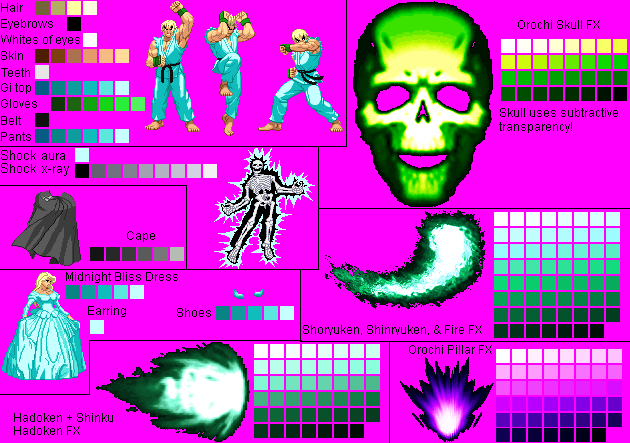 Hair
Eyebrows
Whites of eyes
Skin
Teeth
Gi top
Gloves
Belt
Pants
Orochi Skull FX
Skull uses subtractive
transparency!
Shock aura
Shock x-ray
Cape
Midnight Bliss Dress
Earring
Shoes
Shoryuken, Shinryuken, & Fire FX
Orochi Pillar FX
Hadoken + Shinku
Hadoken FX